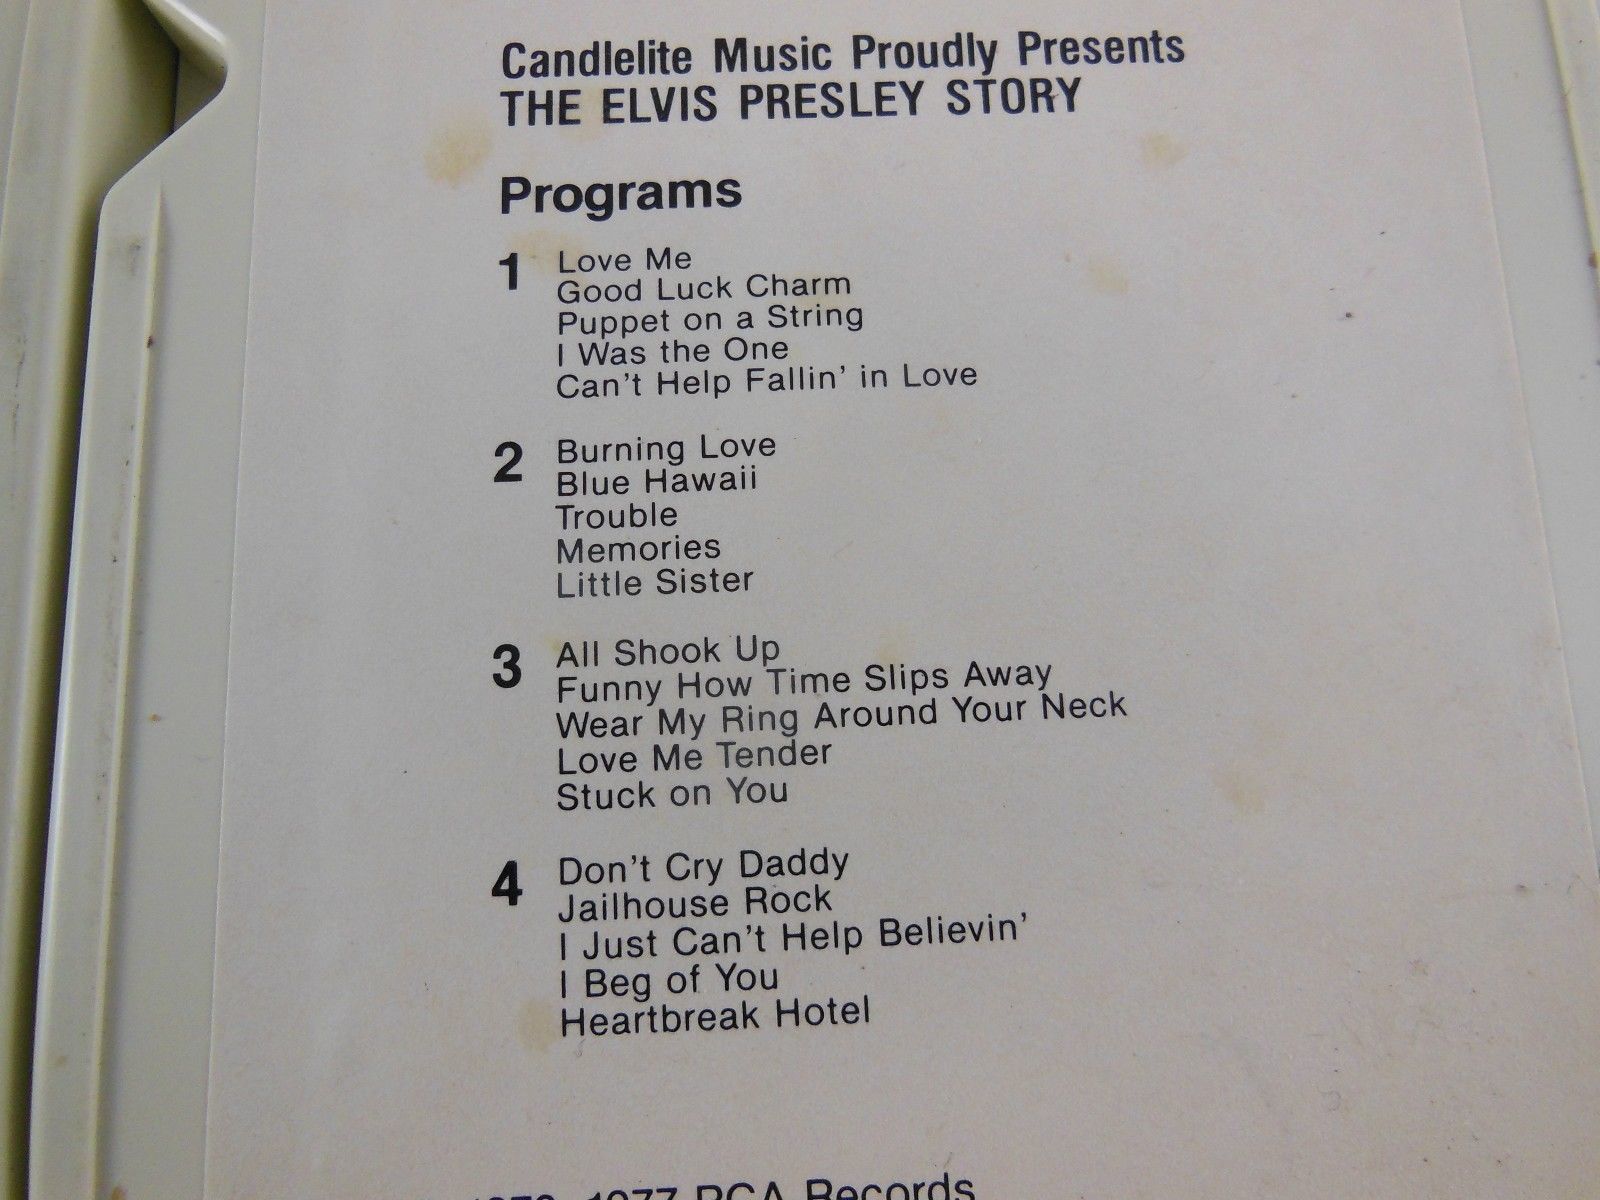 Candlelite Music Proudly Presents
THE ELVIS PRESLEY STORY
Programs
1 Love Me
Good Luck Charm
Puppet on a String
I Was the One
Can't Help Fallin' in Love
2 Burning Love
Blue Hawaii
Trouble
Memories
Little Sister
3 All Shook Up
Funny How Time Slips Away
Wear My Ring Around Your Neck
Love Me Tender
Stuck on You
4 Don't Cry Daddy
Jailhouse Rock
I Just Can't Help Believin'
I Beg of You
Heartbreak Hotel
1977 RCA Records